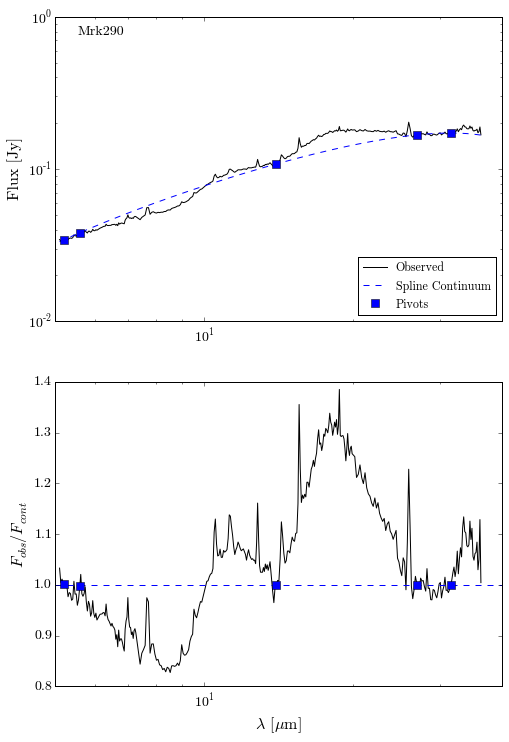 10^0
Mrk290
Flux [Jy]
10^-1
Observed
Spline Continuum
Pivots
10^-2
10^1
1.4
1.3
1.2
1.1
F_obs/F_cont
1.0
0.9
0.8
10^1
λ [μm]